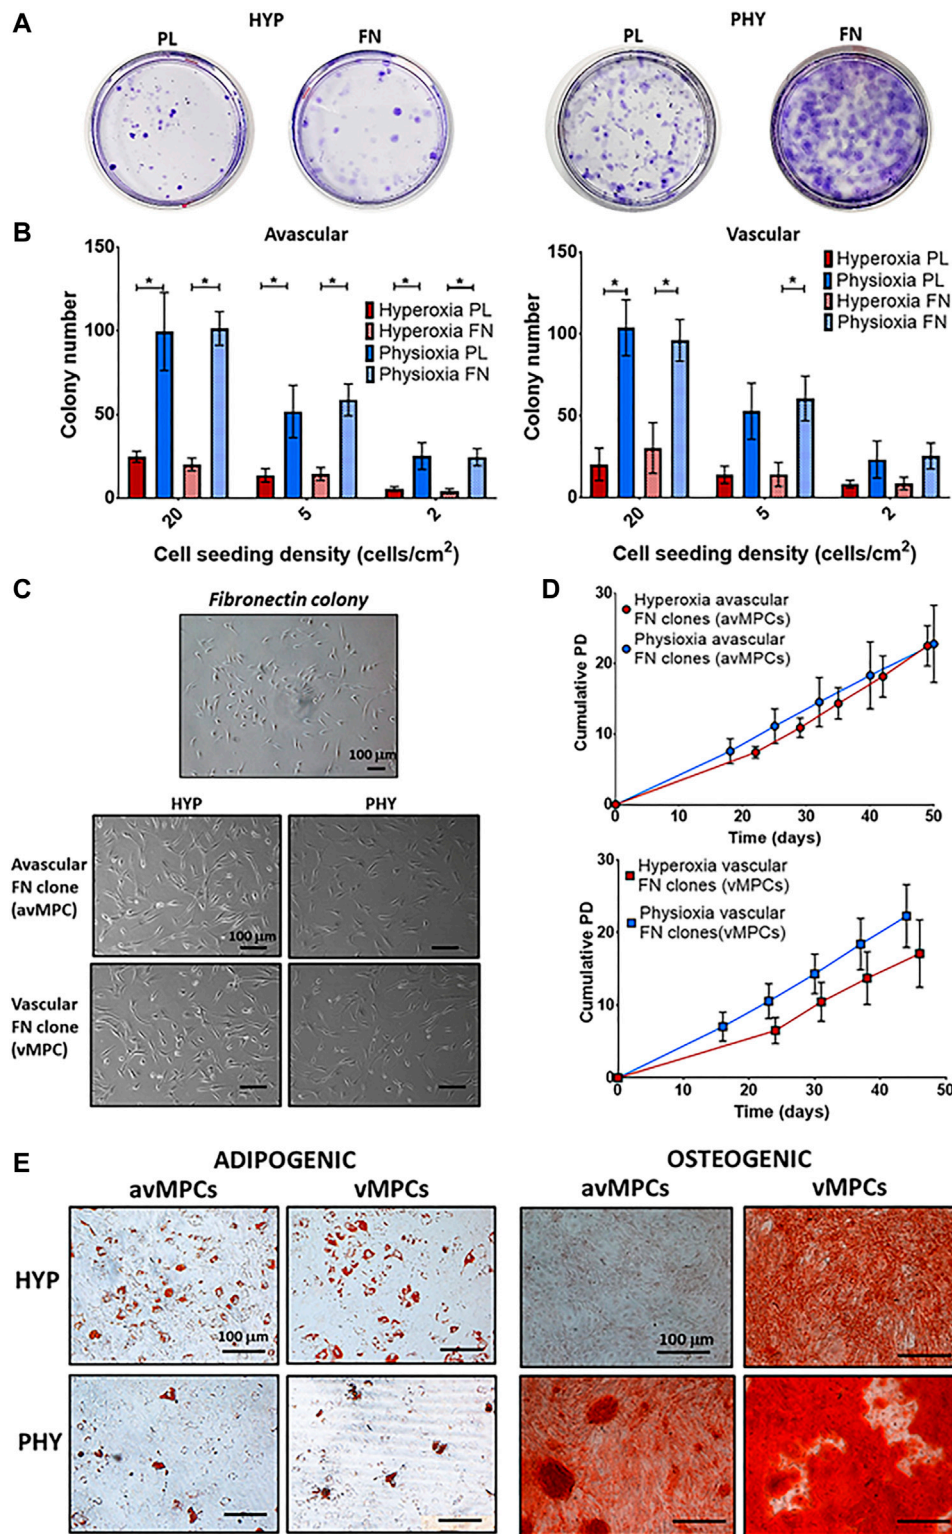 A
HYP
PHY
PL
FN
PL
FN
B
Avascular
Colony number
150
100
50
0
* * * * * *
Hyperoxia PL
Hyperoxia FN
Physioxia PL
Physioxia FN
20 5 2
Cell seeding density (cells/cm²)
Vascular
Colony number
150
100
50
0
* * *
Hyperoxia PL
Physioxia PL
Hyperoxia FN
Physioxia FN
20 5 2
Cell seeding density (cells/cm²)
C
Fibronectin colony
100 µm
HYP
PHY
Avascular
FN clone
(avMPC)
100 µm
Vascular
FN clone
(vMPC)
D
Cumulative PD
30
20
10
0
Hyperoxia avascular
FN clones (avMPCs)
Physioxia avascular
FN clones (avMPCs)
0 10 20 30 40 50
Time (days)
Cumulative PD
30
20
10
0
Hyperoxia vascular
FN clones (vMPCs)
Physioxia vascular
FN clones(vMPCs)
0 10 20 30 40 50
Time (days)
E
ADIPOGENIC
OSTEOGENIC
avMPCs
vMPCs
avMPCs
vMPCs
HYP
100 µm
100 µm
PHY